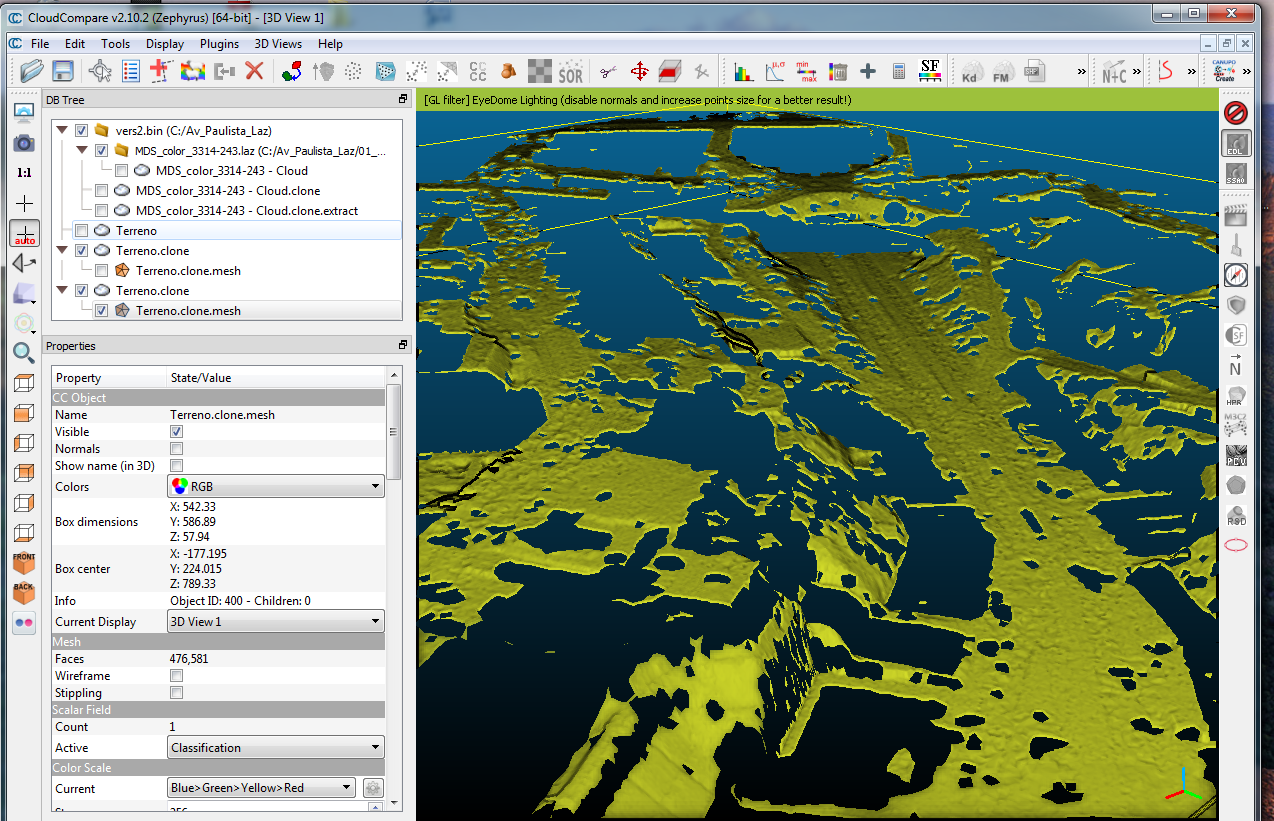 CloudCompare v2.10.2 (Zephyrus) [64-bit] - [3D View 1]
File Edit Tools Display Plugins 3D Views Help
CC
CC SOR min max μ,σ SF Kd FM SHP » N+C » » CANUPO Create »
DB Tree
[GL filter] EyeDome Lighting (disable normals and increase points size for a better result!)
vers2.bin (C:/Av_Paulista_Laz)
MDS_color_3314-243.laz (C:/Av_Paulista_Laz/01_...
MDS_color_3314-243 - Cloud
MDS_color_3314-243 - Cloud.clone
MDS_color_3314-243 - Cloud.clone.extract
Terreno
Terreno.clone
Terreno.clone.mesh
Terreno.clone
Terreno.clone.mesh
1:1
auto
FRONT
BACK
Properties
Property State/Value
CC Object
Name Terreno.clone.mesh
Visible
Normals
Show name (in 3D)
Colors RGB
Box dimensions X: 542.33
Y: 586.89
Z: 57.94
Box center X: -177.195
Y: 224.015
Z: 789.33
Info Object ID: 400 - Children: 0
Current Display 3D View 1
Mesh
Faces 476,581
Wireframe
Stippling
Scalar Field
Count 1
Active Classification
Color Scale
Current Blue>Green>Yellow>Red
EDL
SSAO
SF
N
HPR
M3C2
PCV
RSD